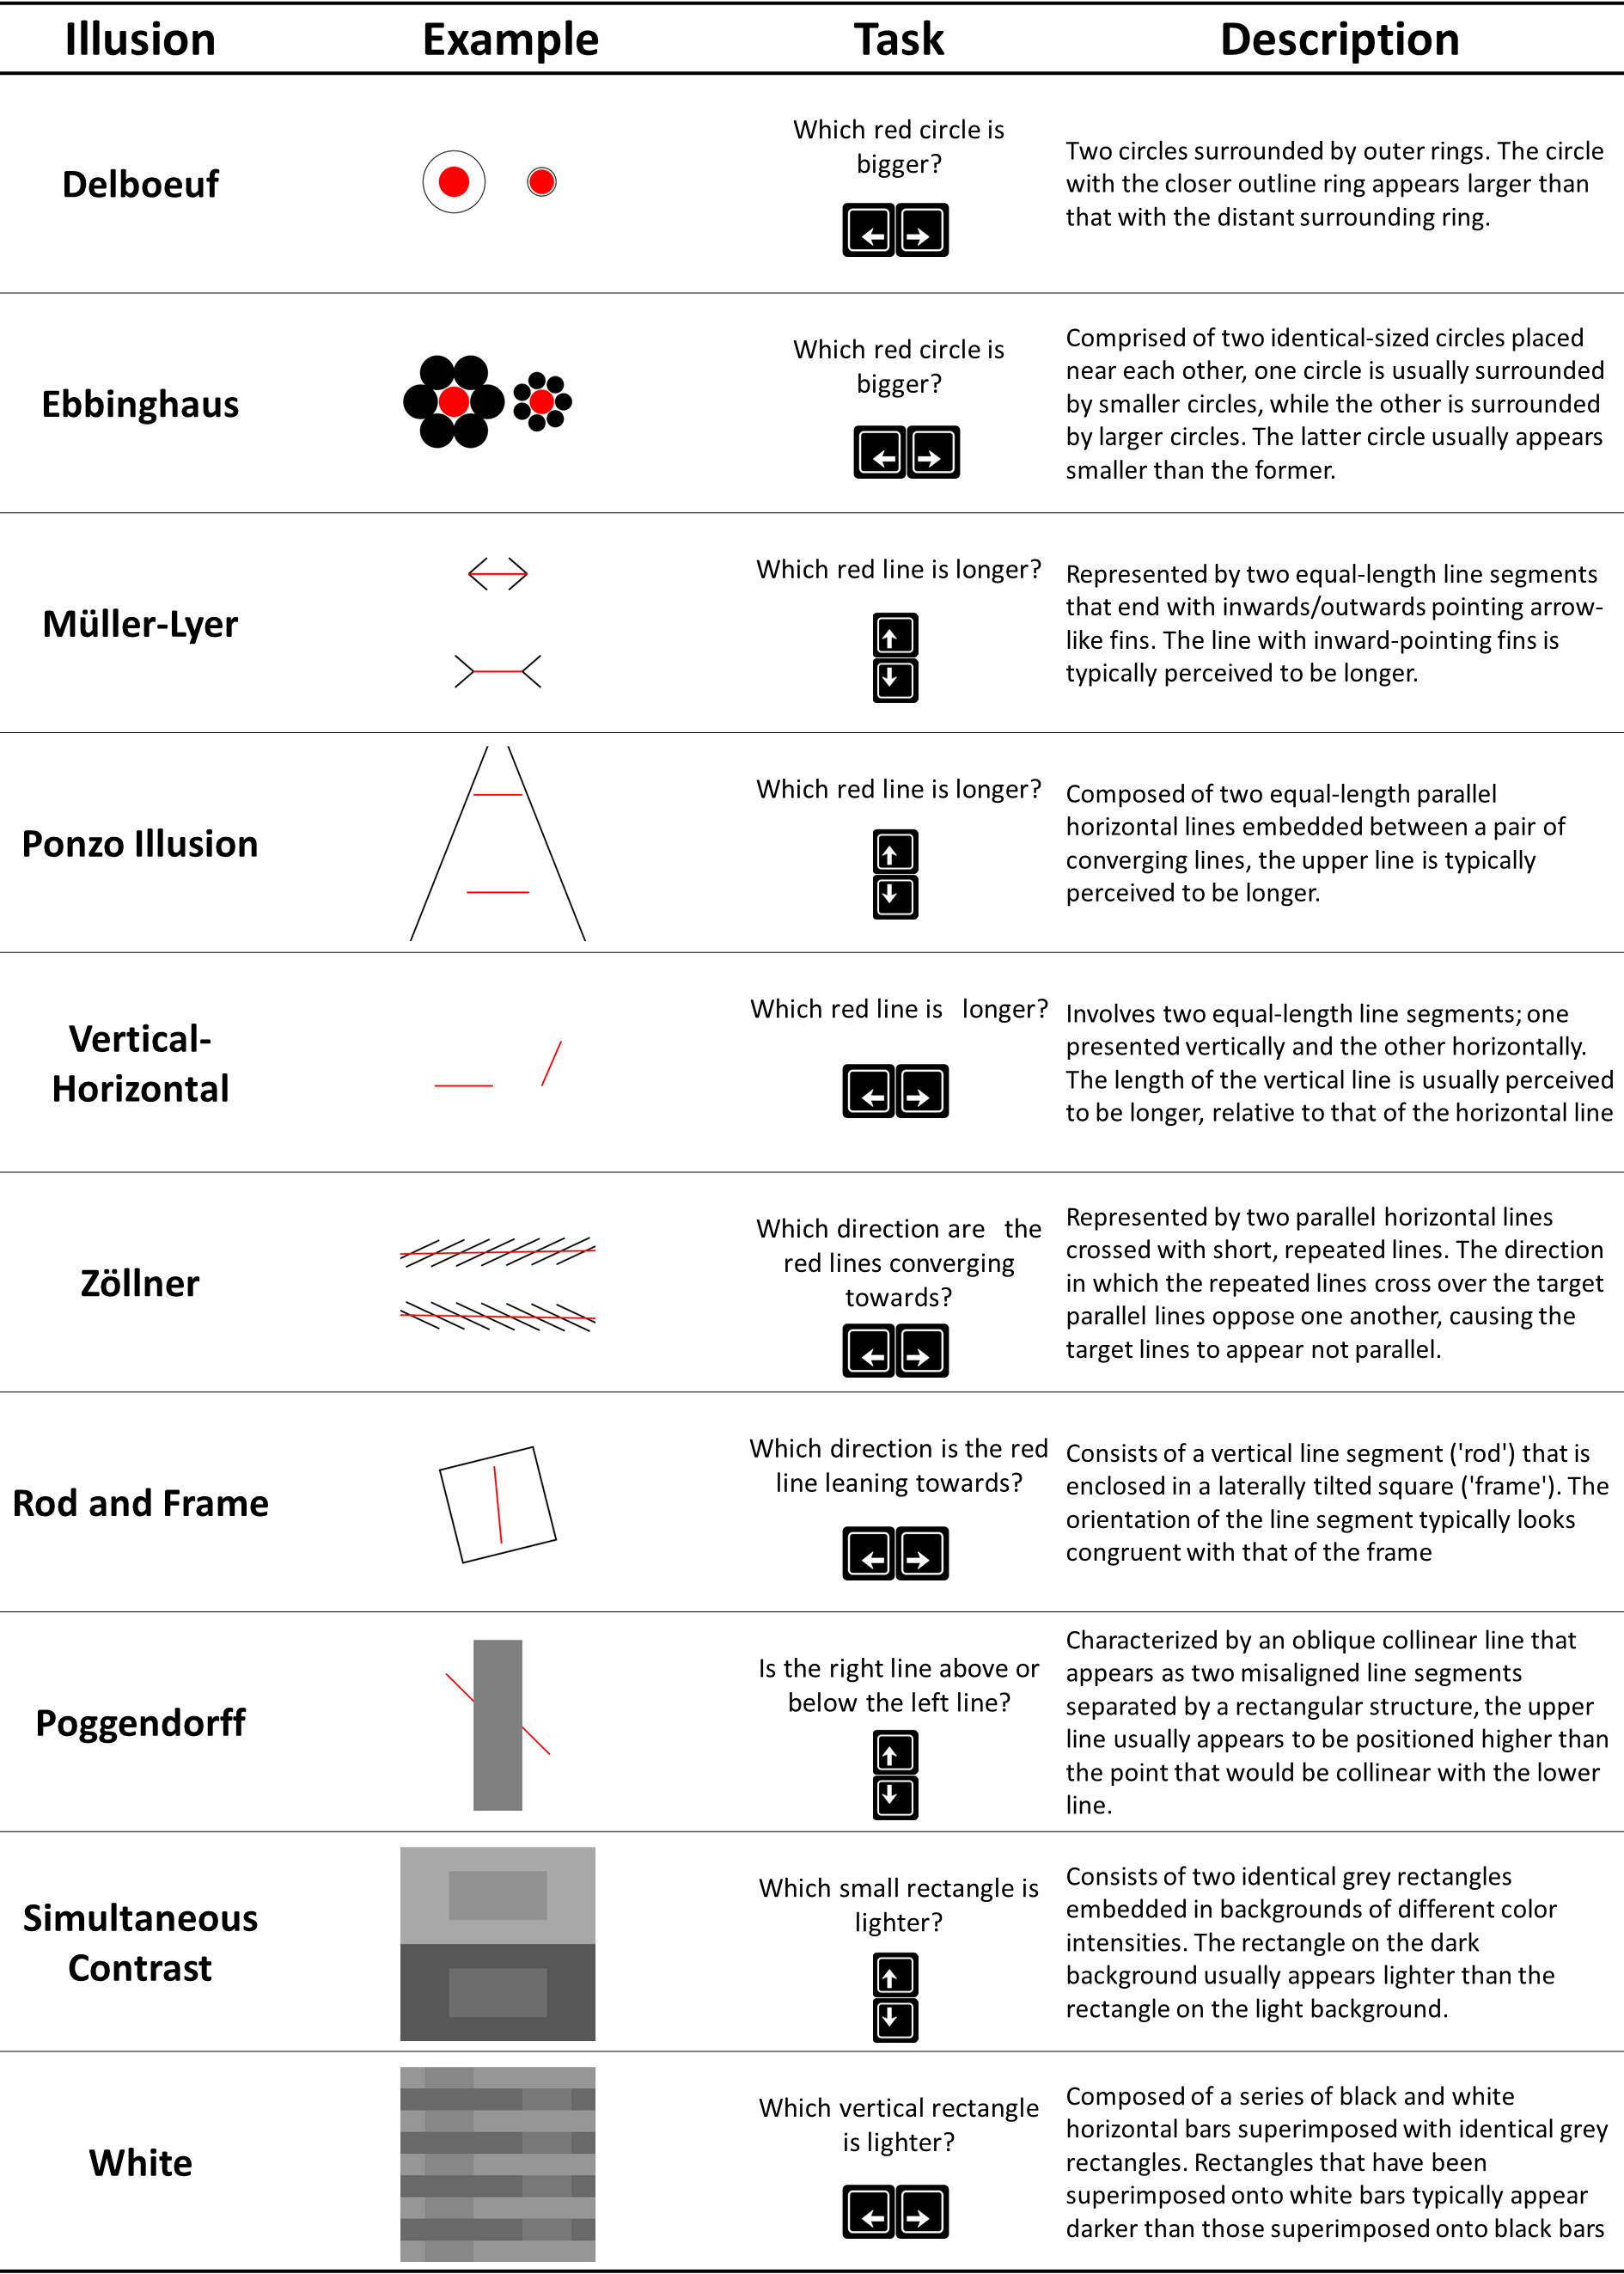 Illusion Example Task Description
Delboeuf
Which red circle is
bigger?
Two circles surrounded by outer rings. The circle
with the closer outline ring appears larger than
that with the distant surrounding ring.
Ebbinghaus
Which red circle is
bigger?
Comprised of two identical-sized circles placed
near each other, one circle is usually surrounded
by smaller circles, while the other is surrounded
by larger circles. The latter circle usually appears
smaller than the former.
Müller-Lyer
Which red line is longer?
Represented by two equal-length line segments
that end with inwards/outwards pointing arrow-
like fins. The line with inward-pointing fins is
typically perceived to be longer.
Ponzo Illusion
Which red line is longer?
Composed of two equal-length parallel
horizontal lines embedded between a pair of
converging lines, the upper line is typically
perceived to be longer.
Vertical-
Horizontal
Which red line is longer?
Involves two equal-length line segments; one
presented vertically and the other horizontally.
The length of the vertical line is usually perceived
to be longer, relative to that of the horizontal line
Zöllner
Which direction are the
red lines converging
towards?
Represented by two parallel horizontal lines
crossed with short, repeated lines. The direction
in which the repeated lines cross over the target
parallel lines oppose one another, causing the
target lines to appear not parallel.
Rod and Frame
Which direction is the red
line leaning towards?
Consists of a vertical line segment ('rod') that is
enclosed in a laterally tilted square ('frame'). The
orientation of the line segment typically looks
congruent with that of the frame
Poggendorff
Is the right line above or
below the left line?
Characterized by an oblique collinear line that
appears as two misaligned line segments
separated by a rectangular structure, the upper
line usually appears to be positioned higher than
the point that would be collinear with the lower
line.
Simultaneous
Contrast
Which small rectangle is
lighter?
Consists of two identical grey rectangles
embedded in backgrounds of different color
intensities. The rectangle on the dark
background usually appears lighter than the
rectangle on the light background.
White
Which vertical rectangle
is lighter?
Composed of a series of black and white
horizontal bars superimposed with identical grey
rectangles. Rectangles that have been
superimposed onto white bars typically appear
darker than those superimposed onto black bars